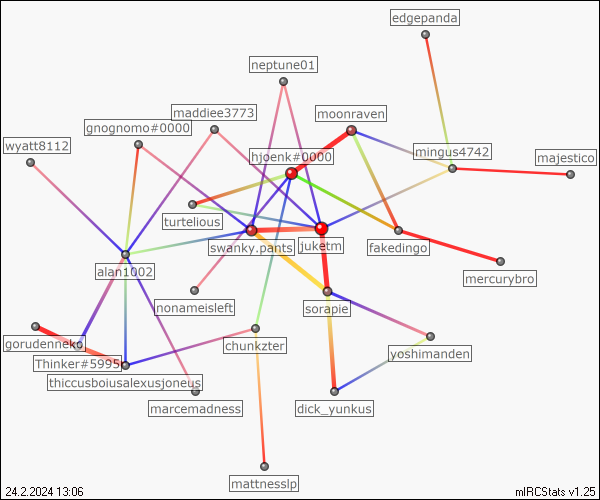 edgepanda
neptune01
maddiee3773
moonraven
gnognomo#0000
wyatt8112
hjoenk#0000
mingus4742
majestico
turtelious
swanky.pants
juketm
fakedingo
alan1002
mercurybro
nonameisleft
sorapie
gorudenneko
chunkzter
yoshimanden
Thinker#5995
thiccusboiusalexusjoneus
marcemadness
dick_yunkus
mattnesslp
24.2.2024 13:06
mIRCStats v1.25